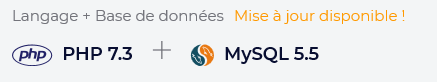 Langage + Base de données Mise à jour disponible !
php PHP 7.3 + MySQL 5.5